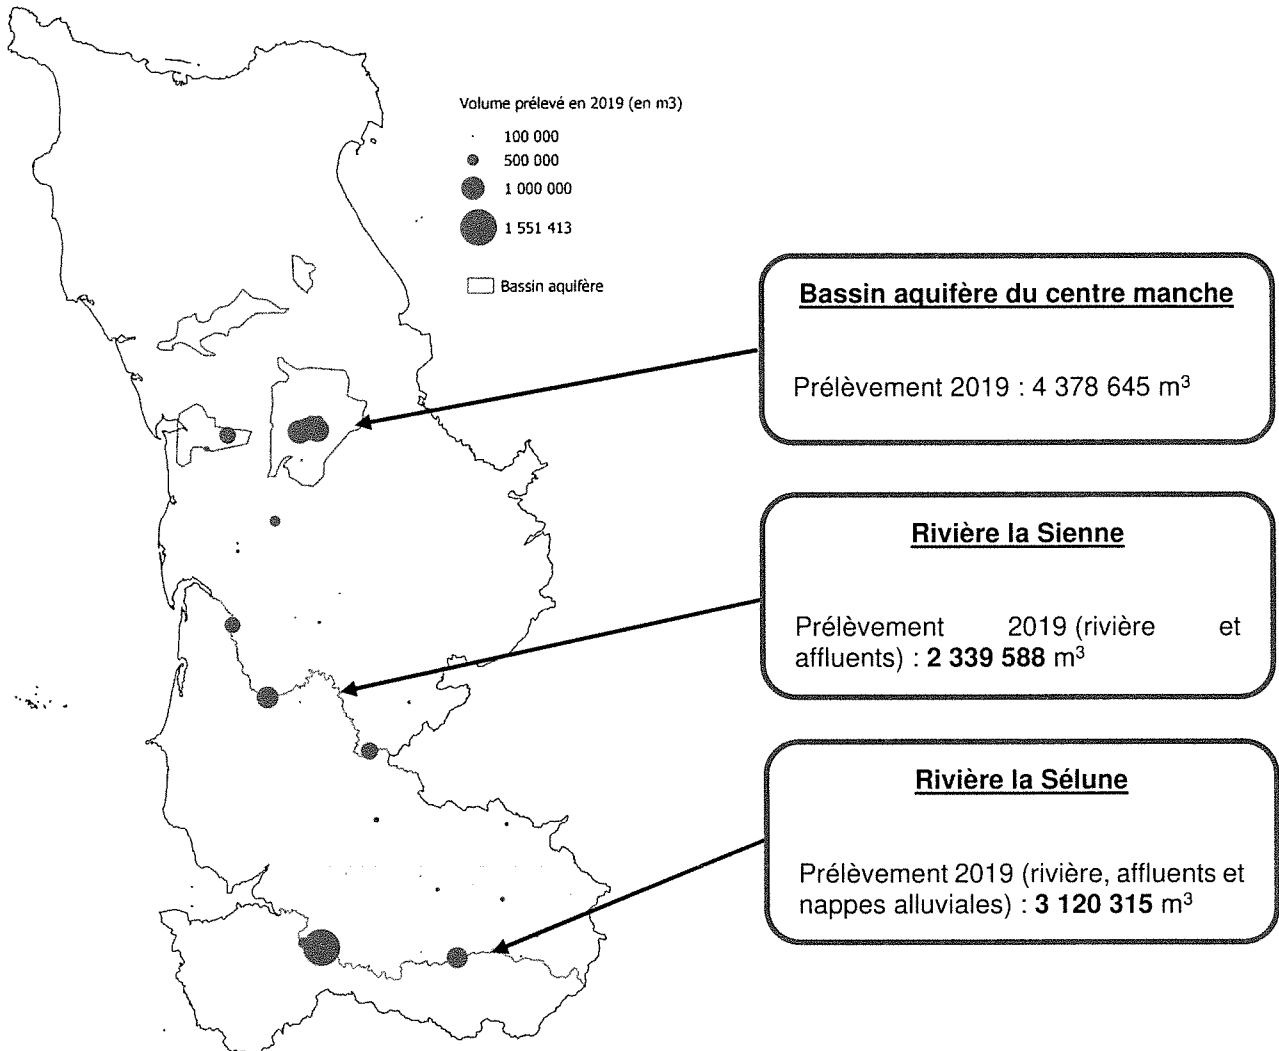 Volume prélevé en 2019 (en m3)
100 000
500 000
1 000 000
1 551 413
Bassin aquifère
Bassin aquifère du centre manche
Prélèvement 2019 : 4 378 645 m³
Rivière la Sienne
Prélèvement 2019 (rivière et
affluents) : 2 339 588 m³
Rivière la Sélune
Prélèvement 2019 (rivière, affluents et
nappes alluviales) : 3 120 315 m³